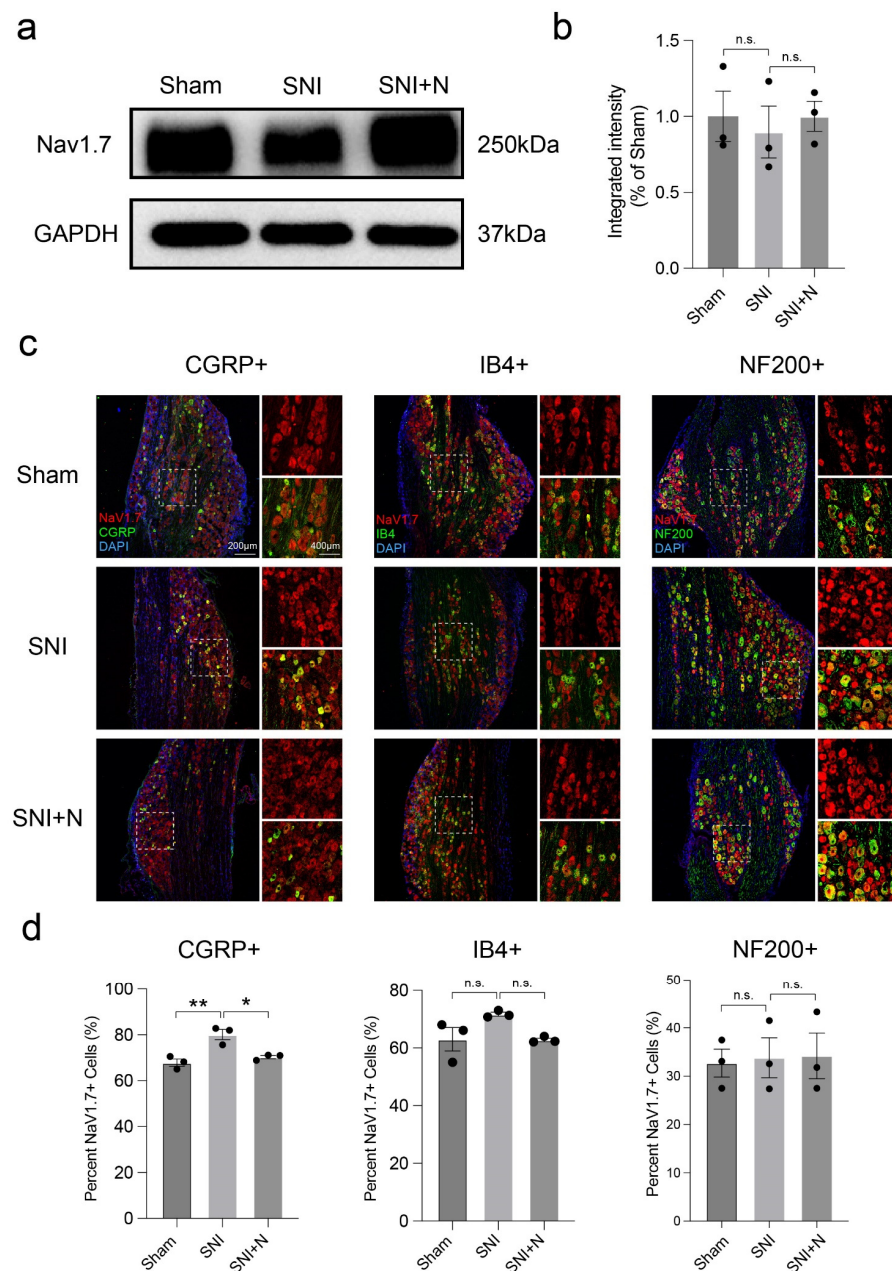 a
Sham SNI SNI+N
Nav1.7 250kDa
GAPDH 37kDa
b
Integrated intensity
(% of Sham)
1.5
1.0
0.5
0.0
n.s.
n.s.
Sham SNI SNI+N
c
CGRP+ IB4+ NF200+
Sham
NaV1.7
CGRP
DAPI
200μm
400μm
NaV1.7
IB4
DAPI
NF200
DAPI
SNI
SNI+N
d
CGRP+
Percent NaV1.7+ Cells (%)
100
80
60
40
20
0
**
*
Sham SNI SNI+N
IB4+
Percent NaV1.7+ Cells (%)
80
60
40
20
0
n.s.
n.s.
Sham SNI SNI+N
NF200+
Percent NaV1.7+ Cells (%)
50
40
30
20
10
0
n.s.
n.s.
Sham SNI SNI+N